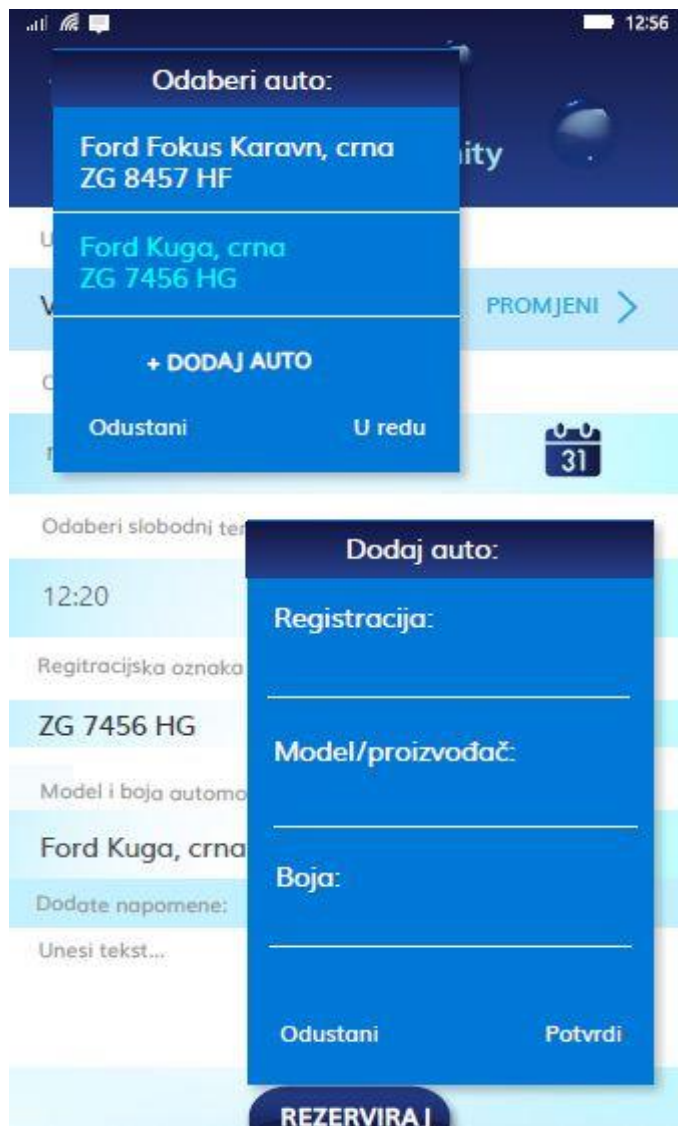 12:56
Odaberi auto:
Ford Fokus Karavn, crna
ZG 8457 HF
ity
Ford Kuga, crna
ZG 7456 HG
PROMJENI
+ DODAJ AUTO
Odustani U redu
31
Odaberi slobodni ter
Dodaj auto:
12:20
Registracija:
Regitracijska oznaka
ZG 7456 HG
Model/proizvođač:
Model i boja automo
Ford Kuga, crna
Boja:
Dodate napomene:
Unesi tekst...
Odustani Potvrdi
REZERVIRAJ